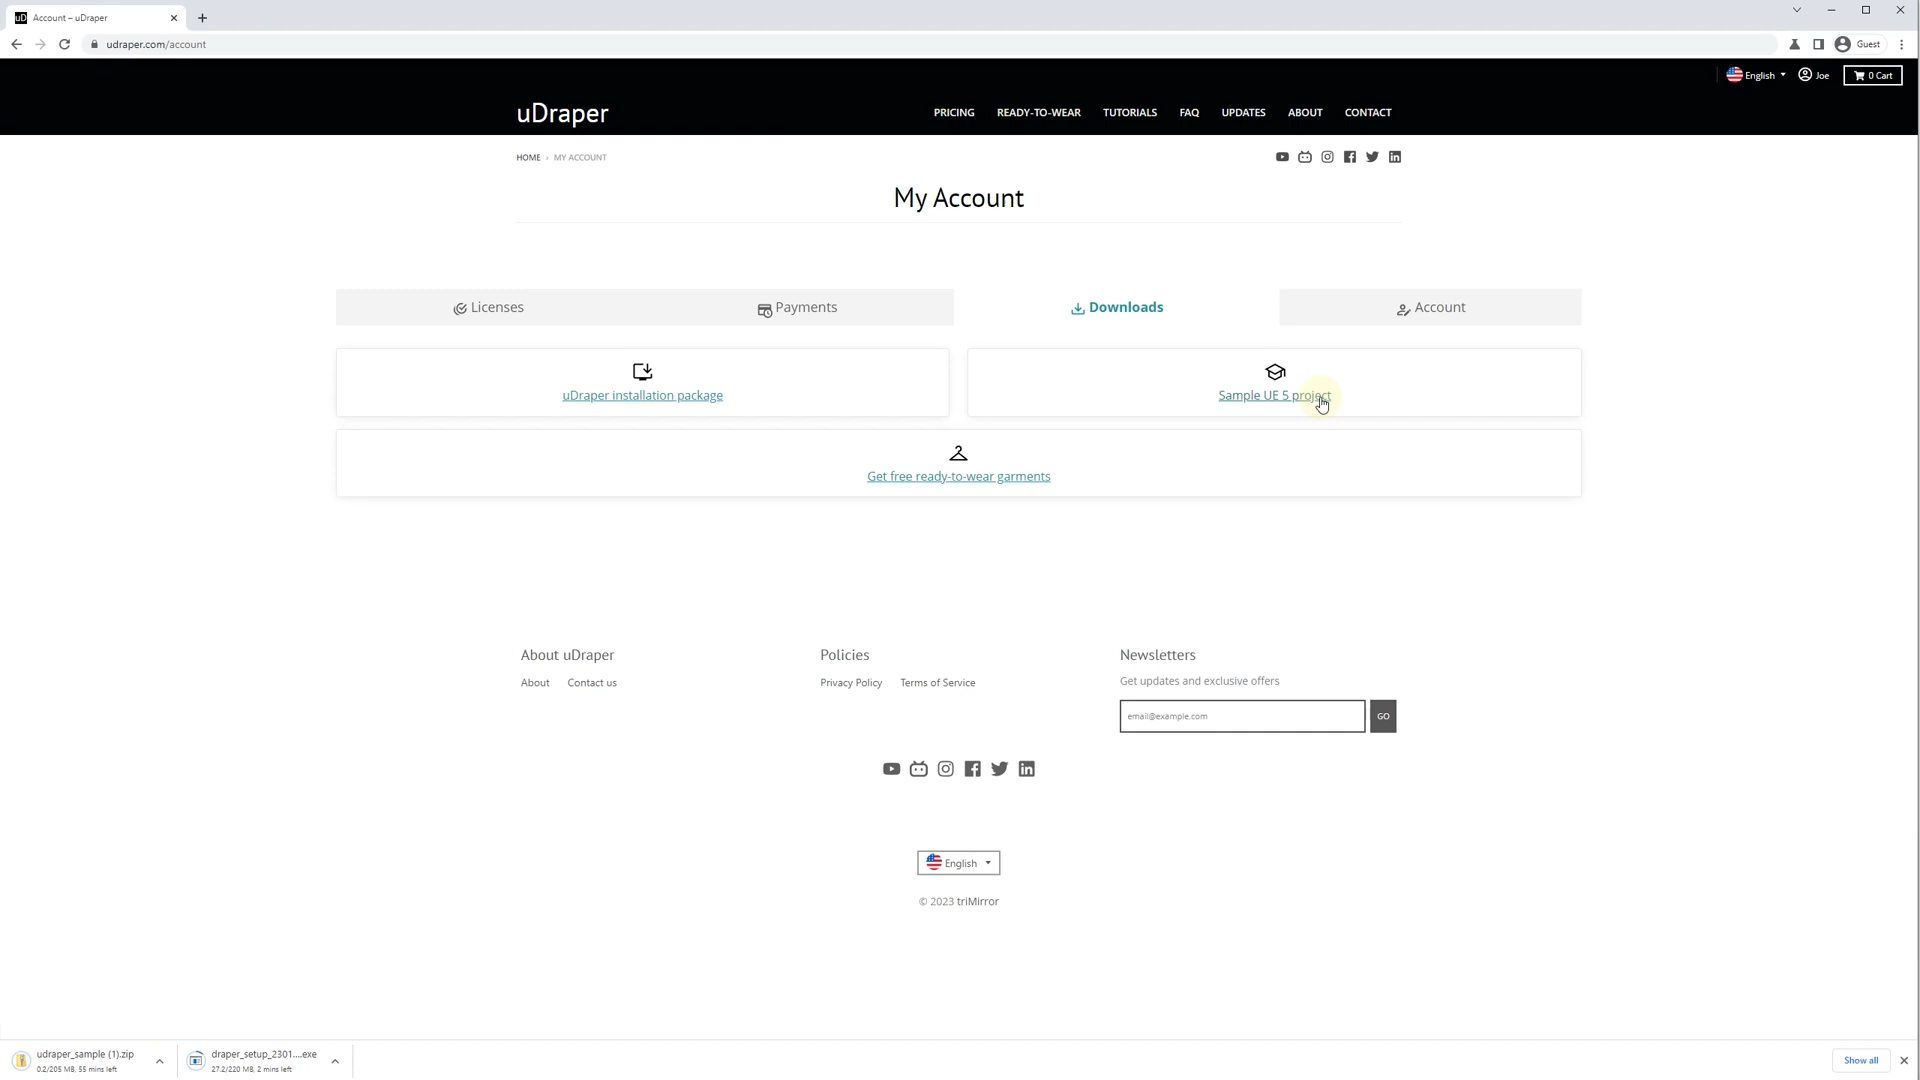 uD Account – uDraper
udraper.com/account
Guest
English
Joe
0 Cart
uDraper
PRICING
READY-TO-WEAR
TUTORIALS
FAQ
UPDATES
ABOUT
CONTACT
HOME › MY ACCOUNT
My Account
Licenses
Payments
Downloads
Account
uDraper installation package
Sample UE 5 project
Get free ready-to-wear garments
About uDraper
Policies
Newsletters
About
Contact us
Privacy Policy
Terms of Service
Get updates and exclusive offers
email@example.com
GO
English
© 2023 triMirror
udraper_sample (1).zip
0.2/205 MB, 55 mins left
draper_setup_2301....exe
27.2/220 MB, 2 mins left
Show all